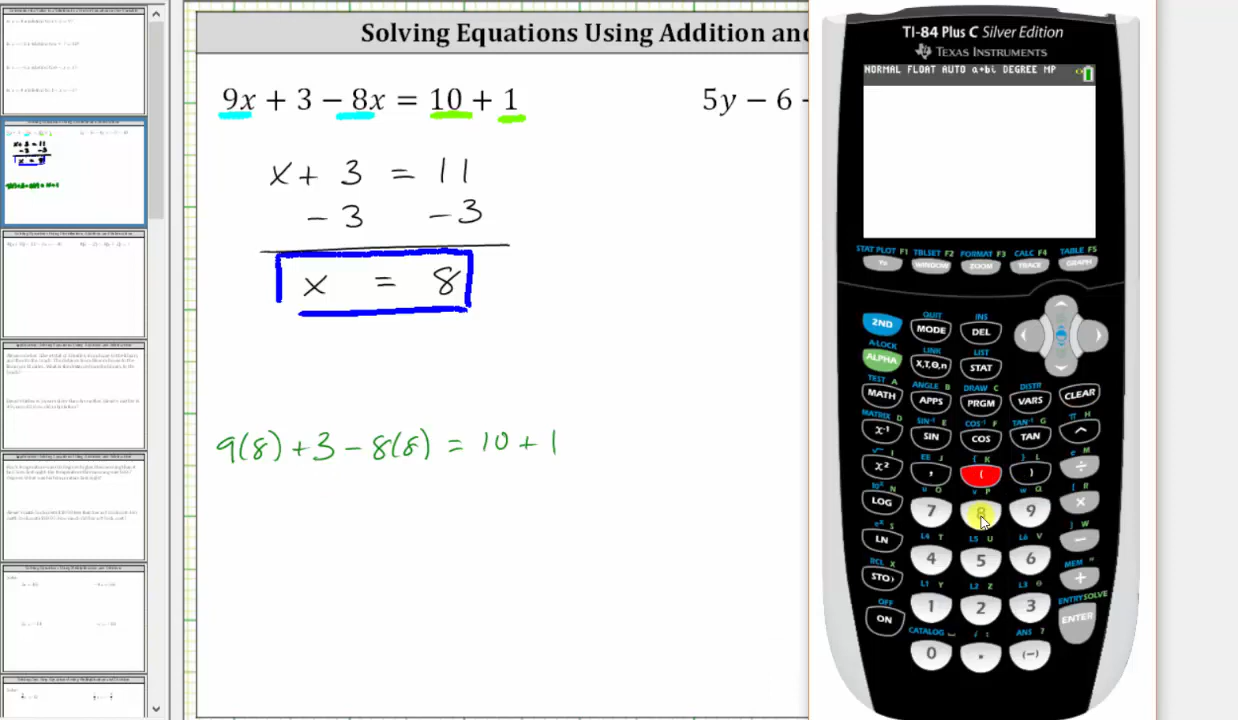 Solving Equations Using Addition and
9x + 3 − 8x = 10 + 1
5y − 6
x + 3 = 11
− 3 − 3
x = 8
9(8) + 3 − 8(8) = 10 + 1
TI-84 Plus C Silver Edition
TEXAS INSTRUMENTS
NORMAL FLOAT AUTO a+bi DEGREE MP
STAT PLOT F1 TBLSET F2 FORMAT F3 CALC F4 TABLE F5
Y= WINDOW ZOOM TRACE GRAPH
QUIT INS
2ND MODE DEL
A-LOCK LINK LIST
ALPHA X,T,Θ,n STAT
TEST A ANGLE B DRAW C DISTR
MATH APPS PRGM VARS CLEAR
MATRIX D SIN⁻¹ E COS⁻¹ F TAN⁻¹ G π H
x⁻¹ SIN COS TAN ^
√ I EE J { K } L e M
x² , ( ) ÷
10ˣ N u O v P w Q [ R
LOG 7 8 9 ×
eˣ S L4 T L5 U L6 V ] W
LN 4 5 6 −
RCL X L1 Y L2 Z L3 θ MEM "
STO› 1 2 3 +
OFF CATALOG i : ANS ? ENTRY SOLVE
ON 0 . (−) ENTER